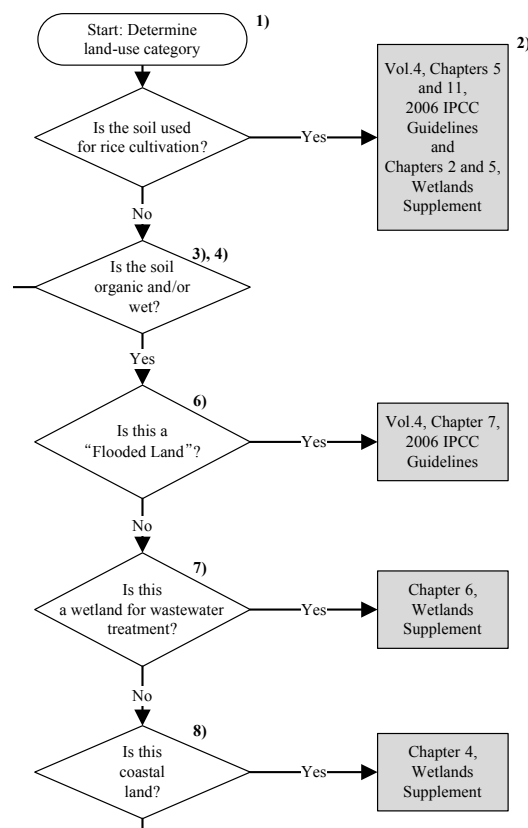 1)
Start: Determine
land-use category
2)
Vol.4, Chapters 5
and 11,
2006 IPCC
Guidelines
and
Chapters 2 and 5,
Wetlands
Supplement
Is the soil used
for rice cultivation?
Yes
No
3), 4)
Is the soil
organic and/or
wet?
Yes
6)
Is this a
“Flooded Land”?
Yes
Vol.4, Chapter 7,
2006 IPCC
Guidelines
No
7)
Is this
a wetland for wastewater
treatment?
Yes
Chapter 6,
Wetlands
Supplement
No
8)
Is this
coastal
land?
Yes
Chapter 4,
Wetlands
Supplement